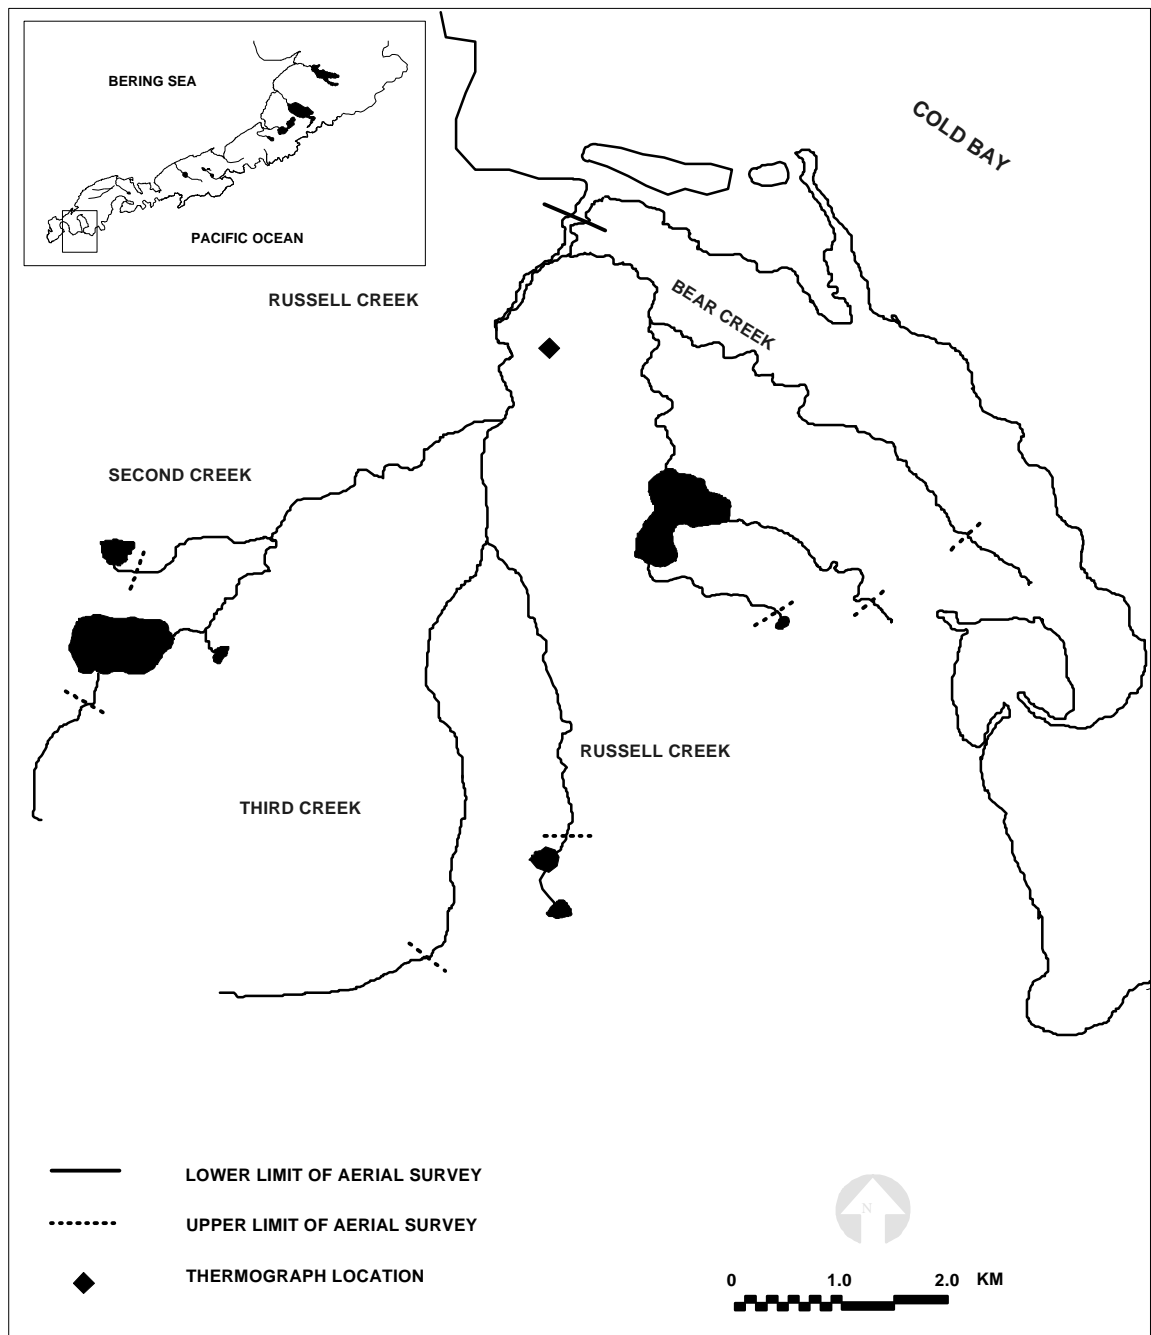 BERING SEA
PACIFIC OCEAN
COLD BAY
RUSSELL CREEK
BEAR CREEK
SECOND CREEK
RUSSELL CREEK
THIRD CREEK
LOWER LIMIT OF AERIAL SURVEY
UPPER LIMIT OF AERIAL SURVEY
THERMOGRAPH LOCATION
N
0 1.0 2.0 KM